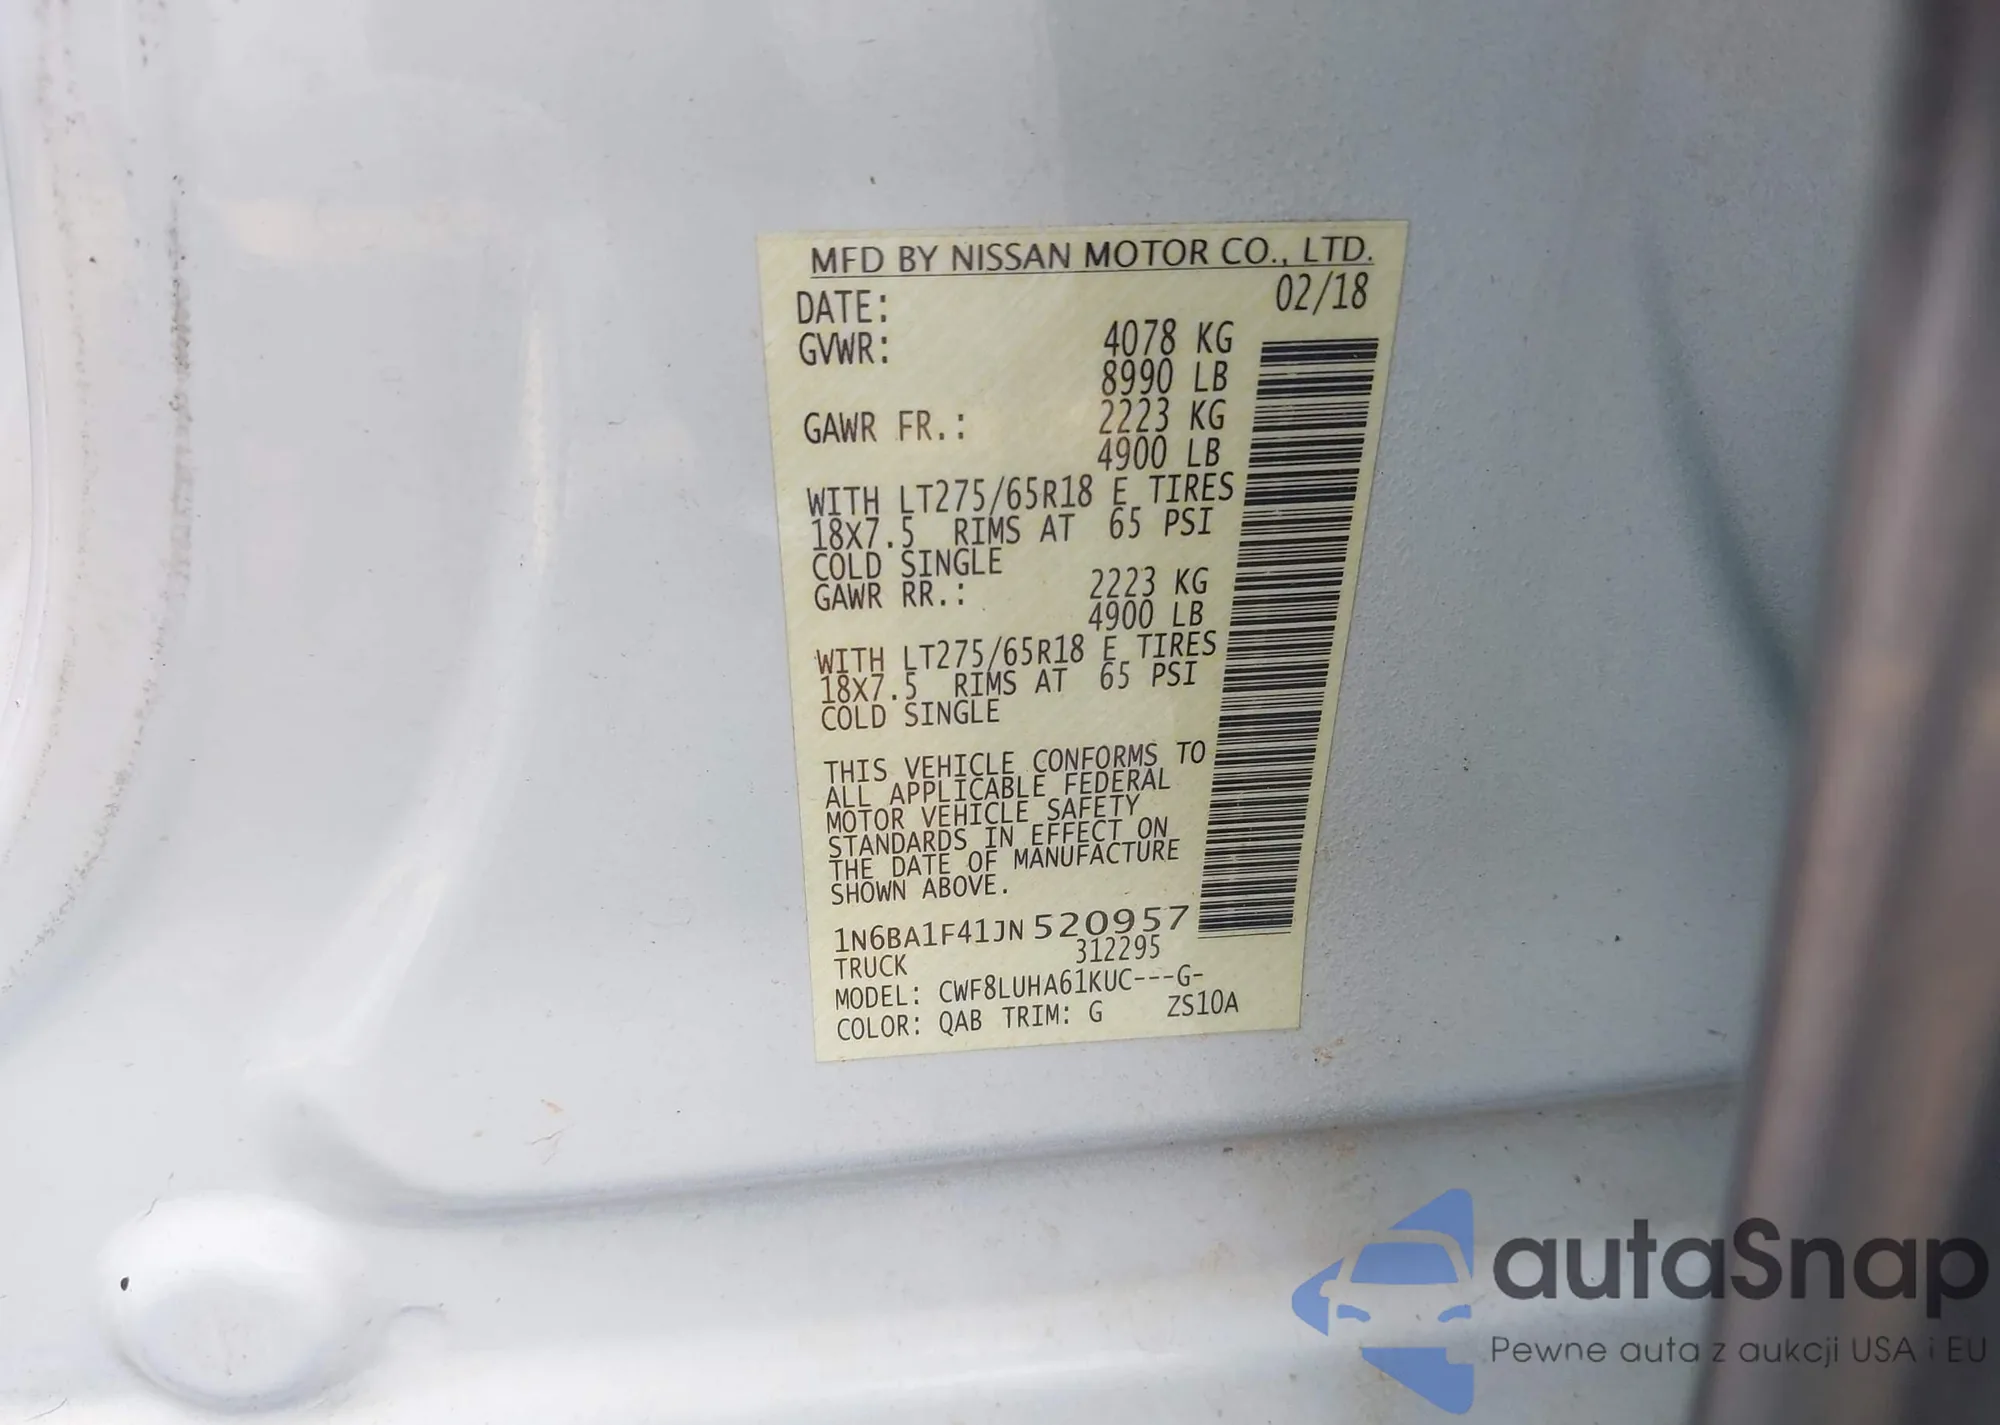 MFD BY NISSAN MOTOR CO., LTD.
DATE: 02/18
GVWR: 4078 KG
8990 LB
GAWR FR.: 2223 KG
4900 LB
WITH LT275/65R18 E TIRES
18X7.5 RIMS AT 65 PSI
COLD SINGLE
GAWR RR.: 2223 KG
4900 LB
WITH LT275/65R18 E TIRES
18X7.5 RIMS AT 65 PSI
COLD SINGLE
THIS VEHICLE CONFORMS TO
ALL APPLICABLE FEDERAL
MOTOR VEHICLE SAFETY
STANDARDS IN EFFECT ON
THE DATE OF MANUFACTURE
SHOWN ABOVE.
1N6BA1F41JN520957
TRUCK 312295
MODEL: CWF8LUHA61KUC---G-
COLOR: QAB TRIM: G ZS10A
autaSnap
Pewne auta z aukcji USA i EU